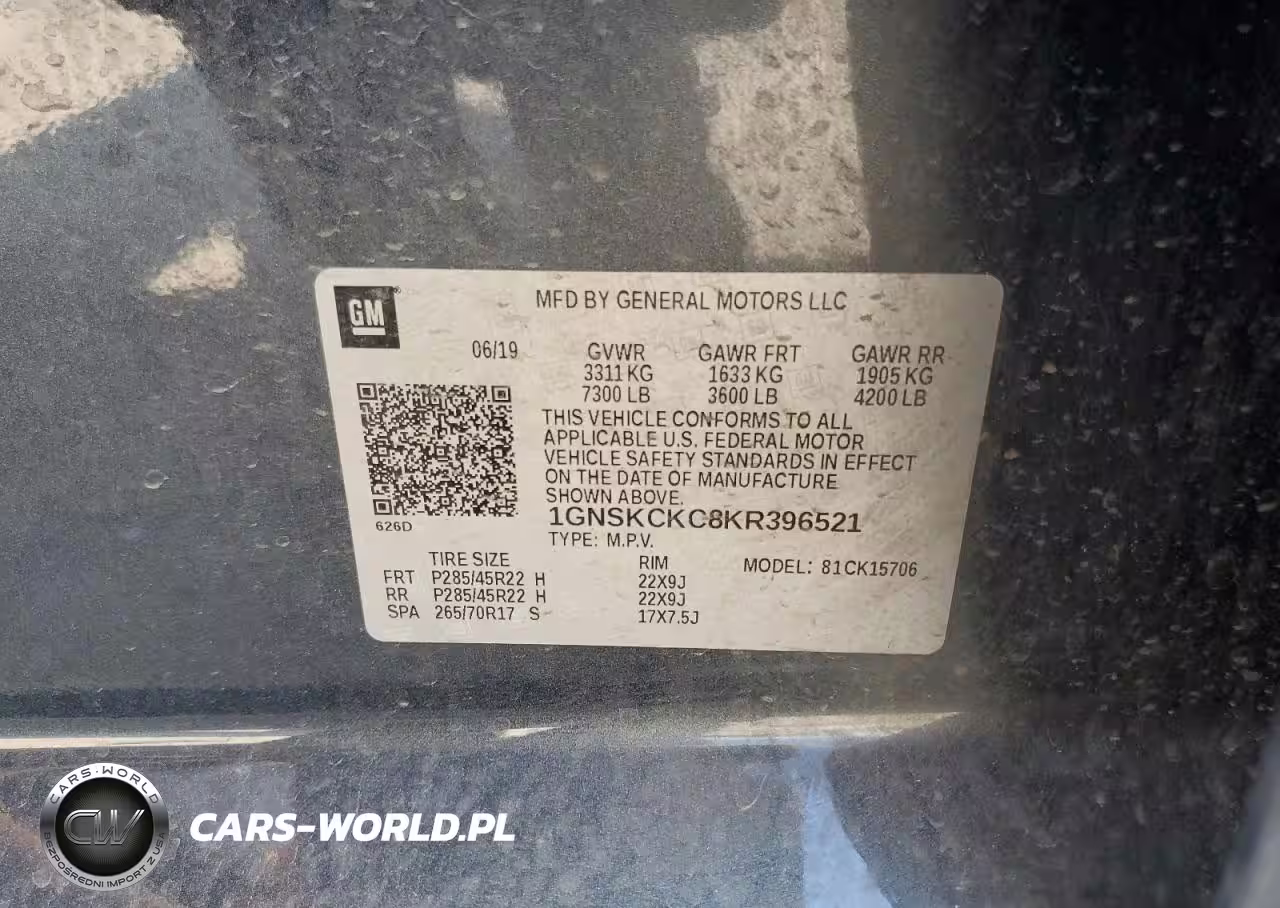 GM
MFD BY GENERAL MOTORS LLC
06/19 GVWR GAWR FRT GAWR RR
3311 KG 1633 KG 1905 KG
7300 LB 3600 LB 4200 LB
THIS VEHICLE CONFORMS TO ALL
APPLICABLE U.S. FEDERAL MOTOR
VEHICLE SAFETY STANDARDS IN EFFECT
ON THE DATE OF MANUFACTURE
SHOWN ABOVE.
626D
1GNSKCKC8KR396521
TYPE: M.P.V.
TIRE SIZE RIM MODEL: 81CK15706
FRT P285/45R22 H 22X9J
RR P285/45R22 H 22X9J
SPA 265/70R17 S 17X7.5J
CARS-WORLD
CW
BEZPOŚREDNI IMPORT Z USA
CARS-WORLD.PL